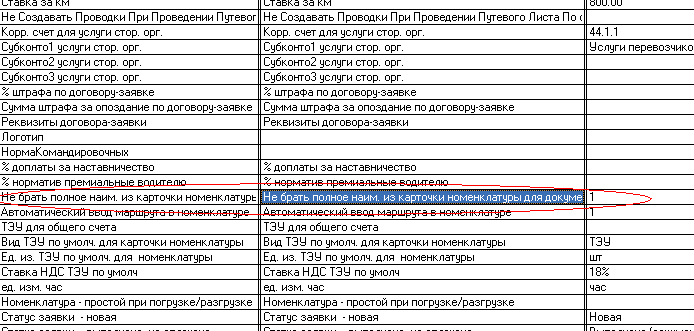 Ставка за км Ставка за км 800.00
Не Создавать Проводки При Проведении Путевог Не Создавать Проводки При Проведении Путевого Листа По
Корр. счет для услуги стор. орг. Корр. счет для услуги стор. орг. 44.1.1
Субконто1 услуги стор. орг. Субконто1 услуги стор. орг. Услуги перевозчико
Субконто2 услуги стор. орг. Субконто2 услуги стор. орг.
Субконто3 услуги стор. орг. Субконто3 услуги стор. орг.
% штрафа по договору-заявке % штрафа по договору-заявке
Сумма штрафа за опоздание по договору-заявке Сумма штрафа за опоздание по договору-заявке
Реквизиты договора-заявки Реквизиты договора-заявки
Логотип
НормаКомандировочных
% доплаты за наставничество % доплаты за наставничество
% норматив премиальные водителю % норматив премиальные водителю
Не брать полное наим. из карточки номенклатурь Не брать полное наим. из карточки номенклатуры для докуме 1
Автоматический ввод маршрута в номенклатуре Автоматический ввод маршрута в номенклатуре 1
ТЭУ для общего счета ТЭУ для общего счета
Вид ТЭУ по умолч. для карточки номенклатуры Вид ТЭУ по умолч. для карточки номенклатуры ТЭУ
Ед. из. ТЭУ по умолч. для номенклатуры Ед. из. ТЭУ по умолч. для номенклатуры шт
Ставка НДС ТЭУ по умолч Ставка НДС ТЭУ по умолч 18%
ед. изм. час ед. изм. час час
Номенклатура - простой при погрузке/разгрузке Номенклатура - простой при погрузке/разгрузке
Статус заявки - новая Статус заявки - новая Новая